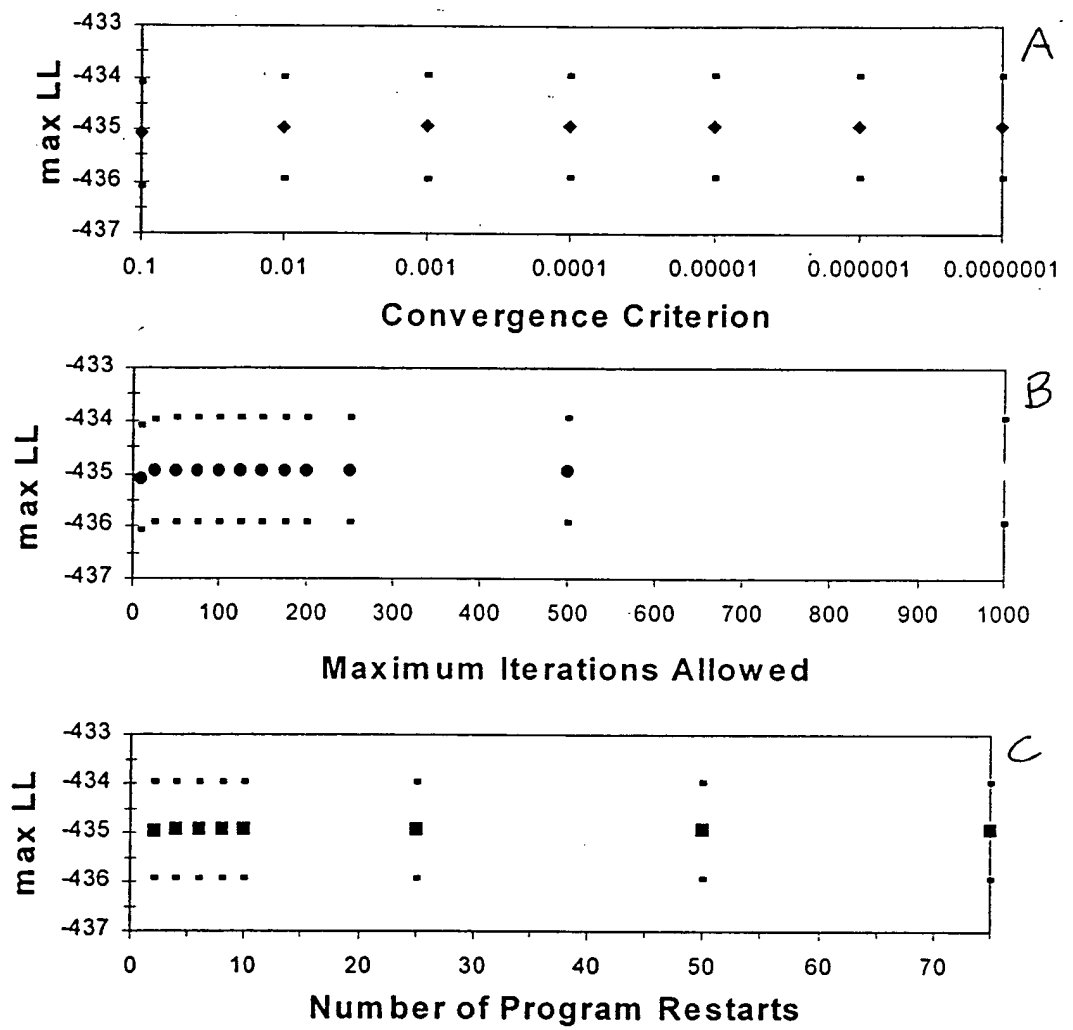 -433
A
-434
-435
-436
-437
max LL
0.1 0.01 0.001 0.0001 0.00001 0.000001 0.0000001
Convergence Criterion
-433
B
-434
-435
-436
-437
max LL
0 100 200 300 400 500 600 700 800 900 1000
Maximum Iterations Allowed
-433
C
-434
-435
-436
-437
max LL
0 10 20 30 40 50 60 70
Number of Program Restarts